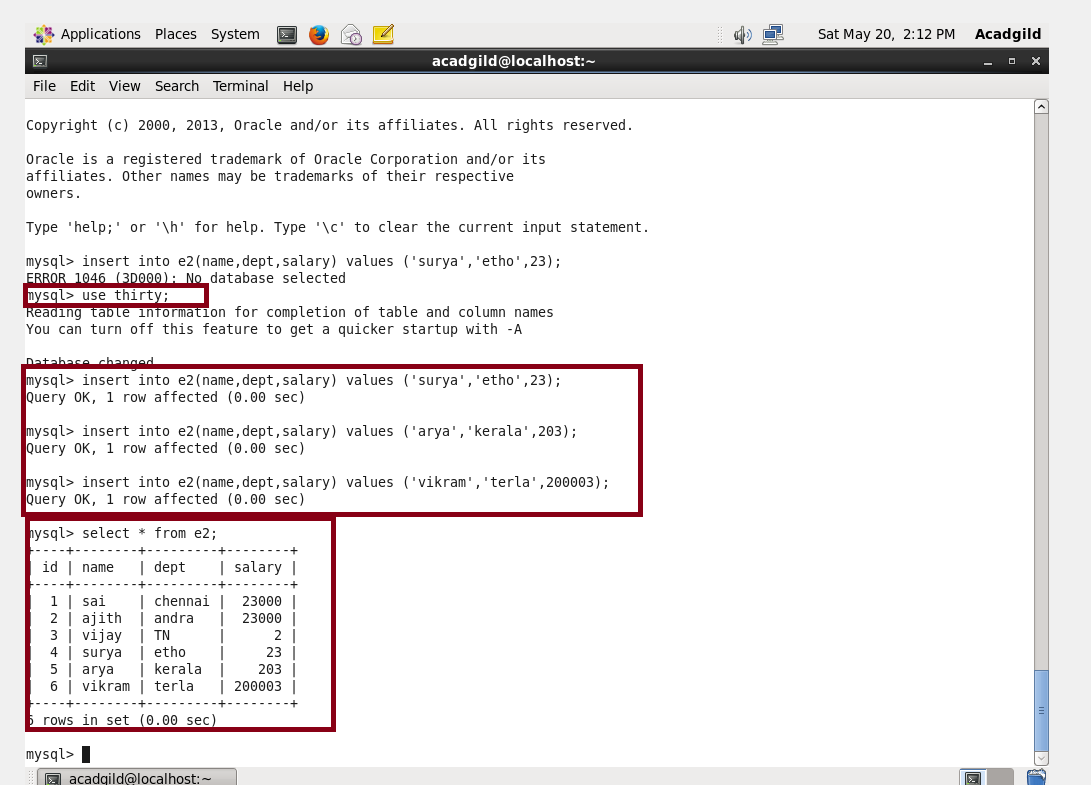 Applications Places System Sat May 20, 2:12 PM Acadgild
acadgild@localhost:~
File Edit View Search Terminal Help
Copyright (c) 2000, 2013, Oracle and/or its affiliates. All rights reserved.
Oracle is a registered trademark of Oracle Corporation and/or its
affiliates. Other names may be trademarks of their respective
owners.
Type 'help;' or '\h' for help. Type '\c' to clear the current input statement.
mysql> insert into e2(name,dept,salary) values ('surya','etho',23);
ERROR 1046 (3D000): No database selected
mysql> use thirty;
Reading table information for completion of table and column names
You can turn off this feature to get a quicker startup with -A
Database changed
mysql> insert into e2(name,dept,salary) values ('surya','etho',23);
Query OK, 1 row affected (0.00 sec)
mysql> insert into e2(name,dept,salary) values ('arya','kerala',203);
Query OK, 1 row affected (0.00 sec)
mysql> insert into e2(name,dept,salary) values ('vikram','terla',200003);
Query OK, 1 row affected (0.00 sec)
mysql> select * from e2;
+----+--------+---------+--------+
| id | name   | dept    | salary |
+----+--------+---------+--------+
|  1 | sai    | chennai |  23000 |
|  2 | ajith  | andra   |  23000 |
|  3 | vijay  | TN      |      2 |
|  4 | surya  | etho    |     23 |
|  5 | arya   | kerala  |    203 |
|  6 | vikram | terla   | 200003 |
+----+--------+---------+--------+
6 rows in set (0.00 sec)
mysql>
acadgild@localhost:~